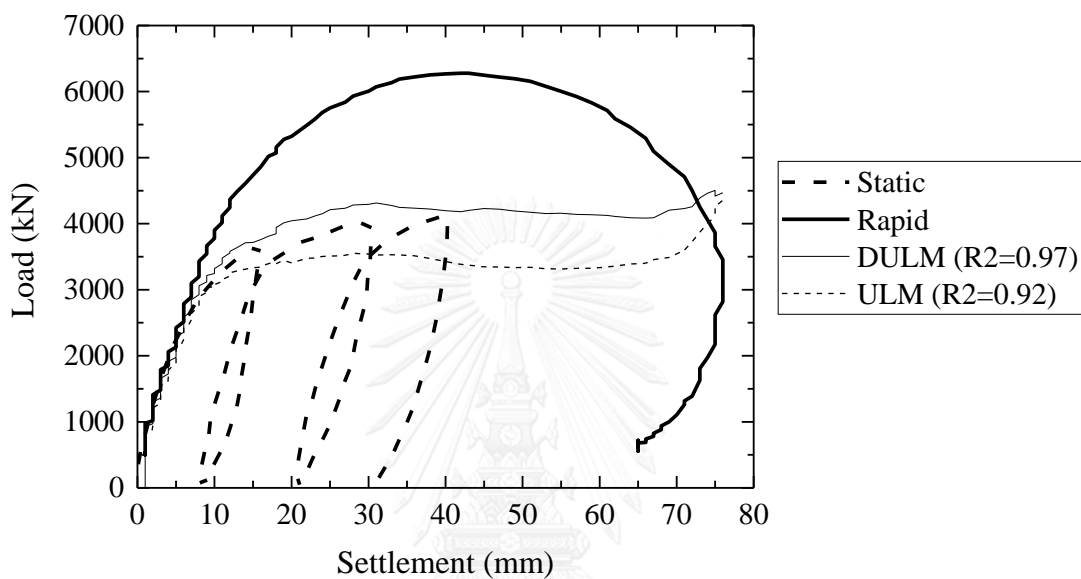 7000
6000
5000
4000
3000
2000
1000
0
Load (kN)
0 10 20 30 40 50 60 70 80
Settlement (mm)
Static
Rapid
DULM (R2=0.97)
ULM (R2=0.92)